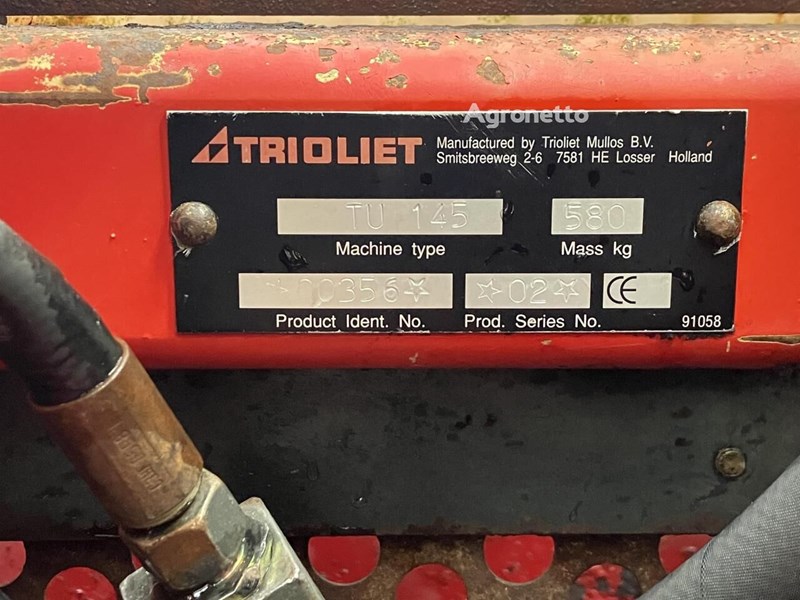 Agronetto
TRIOLIET
Manufactured by Trioliet Mullos B.V.
Smitsbreeweg 2-6 7581 HE Losser Holland
TU 145 580
Machine type Mass kg
☆00356☆ ☆02☆ CE
Product Ident. No. Prod. Series No. 91058